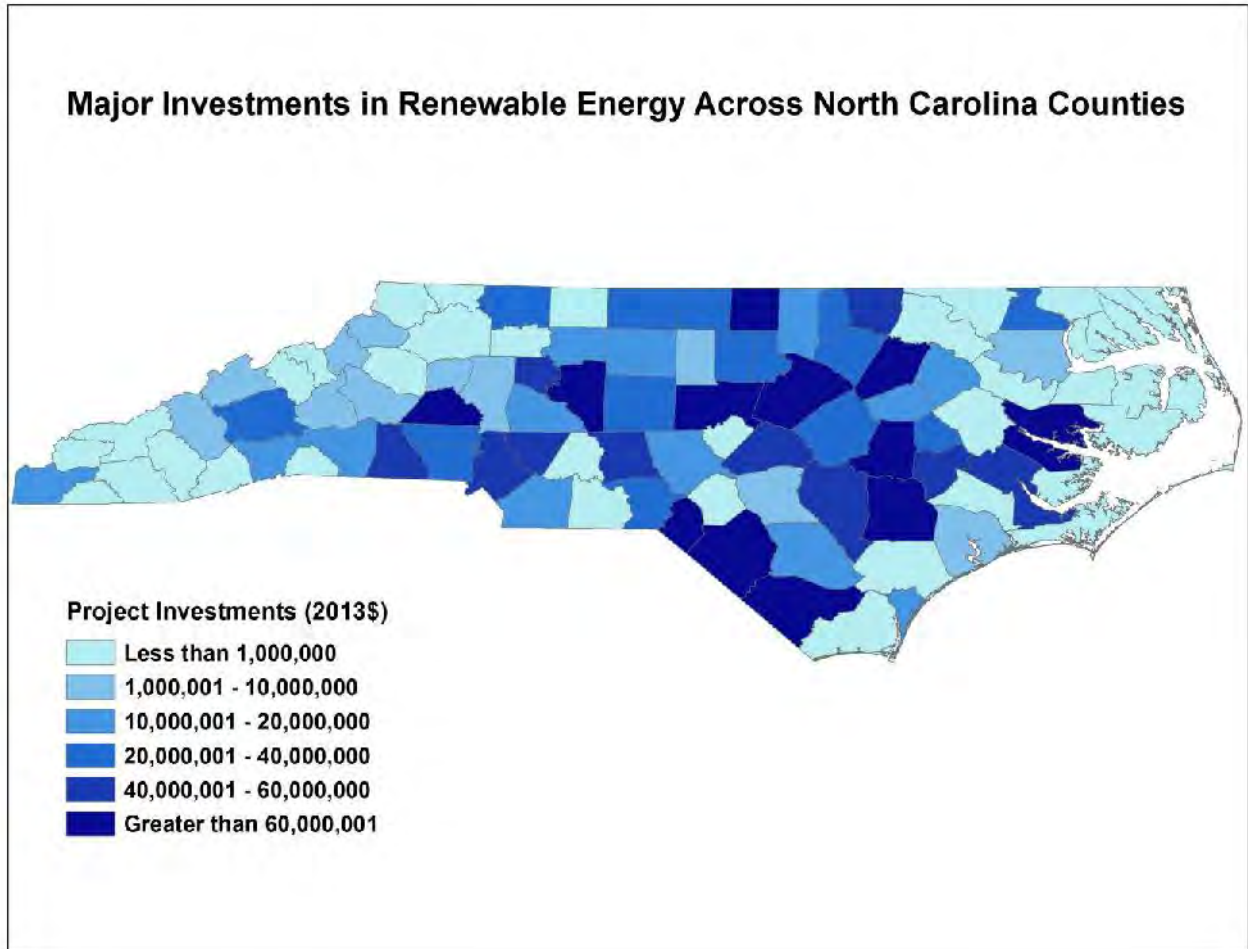 Major Investments in Renewable Energy Across North Carolina Counties
Project Investments (2013$)
Less than 1,000,000
1,000,001 - 10,000,000
10,000,001 - 20,000,000
20,000,001 - 40,000,000
40,000,001 - 60,000,000
Greater than 60,000,001